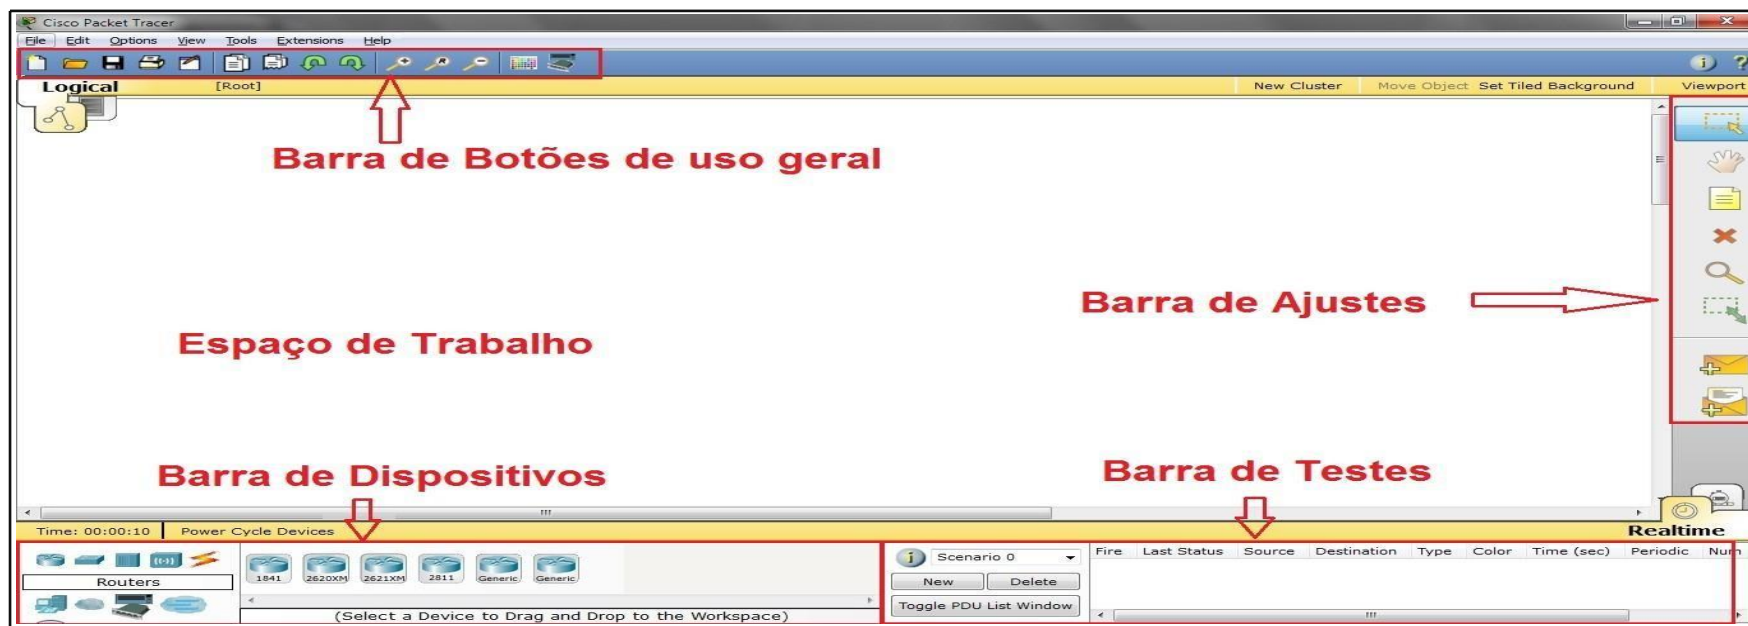 Cisco Packet Tracer
File Edit Options View Tools Extensions Help
Logical [Root] New Cluster Move Object Set Tiled Background Viewport
Barra de Botões de uso geral
Barra de Ajustes
Espaço de Trabalho
Barra de Dispositivos
Barra de Testes
Time: 00:00:10 Power Cycle Devices Realtime
Fire Last Status Source Destination Type Color Time (sec) Periodic Num
Scenario 0
Routers
1841 2620XM 2621XM 2811 Generic Generic
New Delete
Toggle PDU List Window
(Select a Device to Drag and Drop to the Workspace)